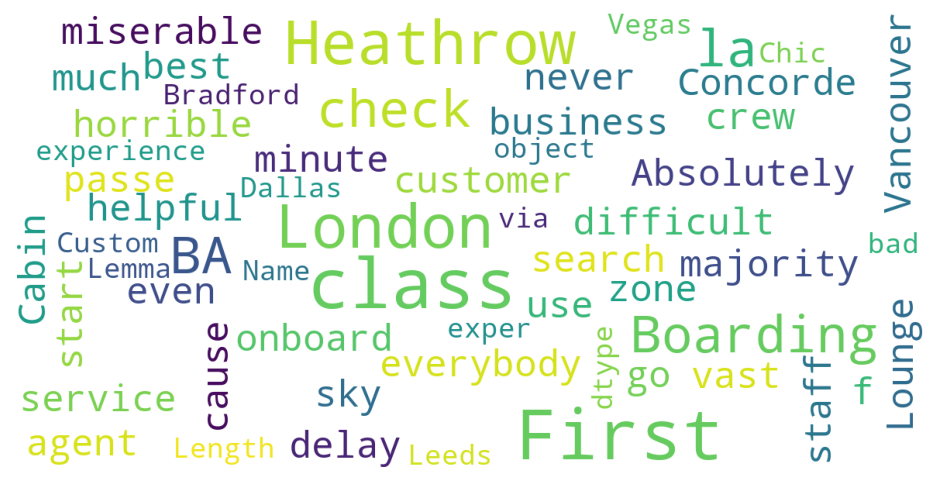 miserable
Heathrow
Vegas
la
Chic
Vancouver
much
best
never
Concorde
Bradford
check
horrible
business
crew
experience
minute
object
passe
Dallas
customer
Absolutely
helpful
London
via
difficult
Cabin
Custom
BA
bad
Lemma
Name
class
search
majority
start
even
use
zone
cause
onboard
exper
Boarding
Lounge
everybody
dtype
go
vast
service
sky
First
staff
f
agent
Length
delay
Leeds